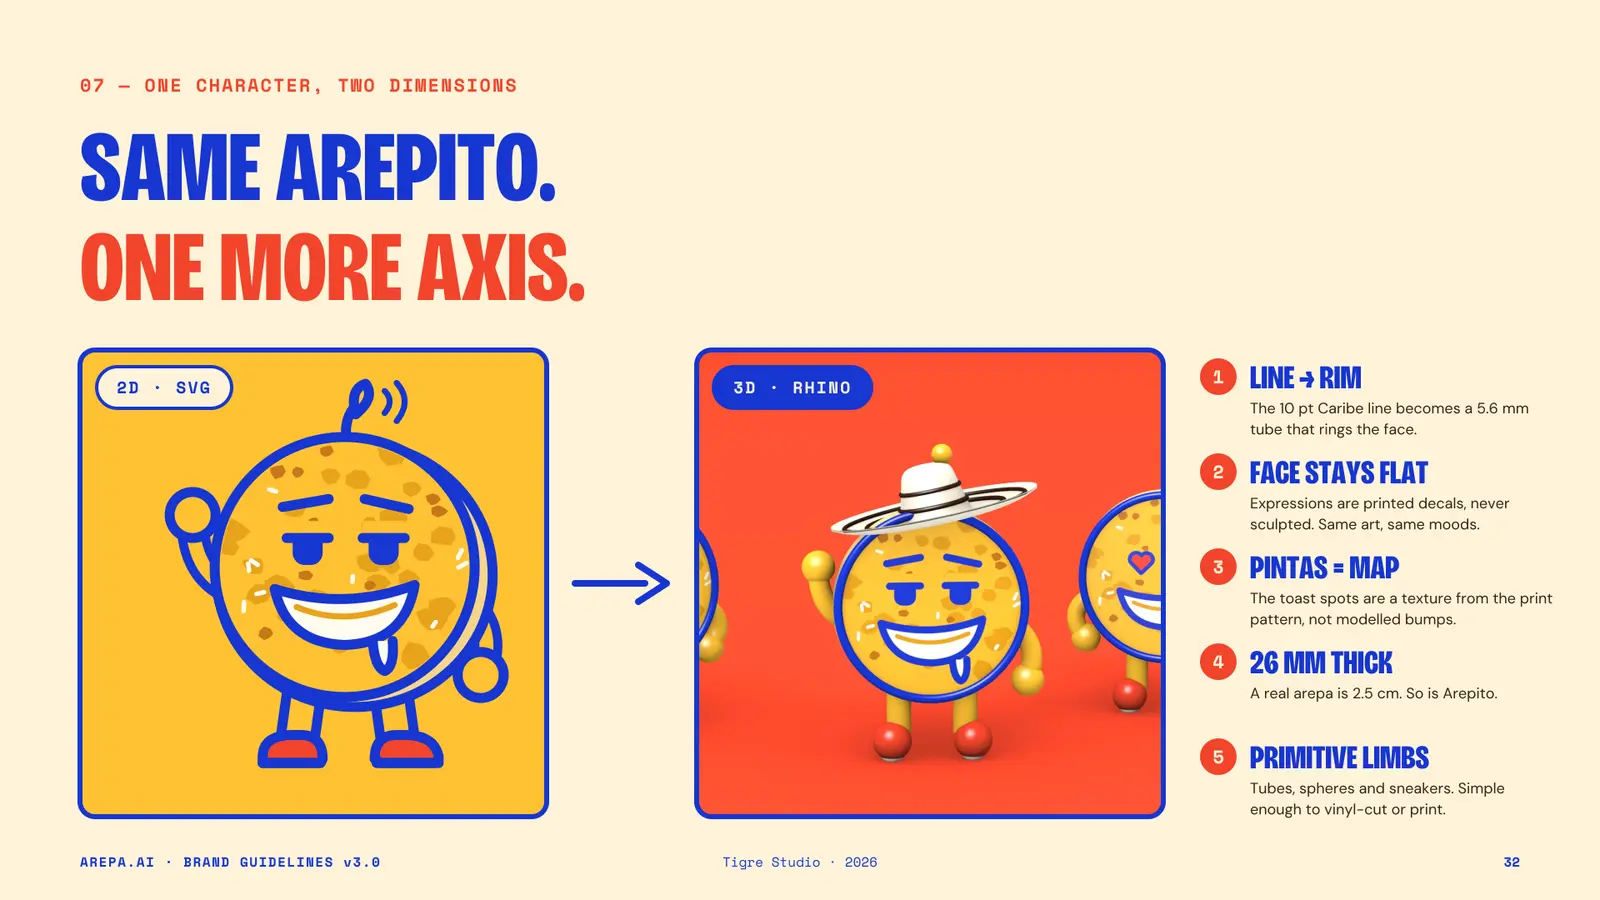 07 — ONE CHARACTER, TWO DIMENSIONS
SAME AREPITO.
ONE MORE AXIS.
2D · SVG
3D · RHINO
1
LINE → RIM
The 10 pt Caribe line becomes a 5.6 mm
tube that rings the face.
2
FACE STAYS FLAT
Expressions are printed decals, never
sculpted. Same art, same moods.
3
PINTAS = MAP
The toast spots are a texture from the print
pattern, not modelled bumps.
4
26 MM THICK
A real arepa is 2.5 cm. So is Arepito.
5
PRIMITIVE LIMBS
Tubes, spheres and sneakers. Simple
enough to vinyl-cut or print.
AREPA.AI · BRAND GUIDELINES v3.0
Tigre Studio · 2026
32